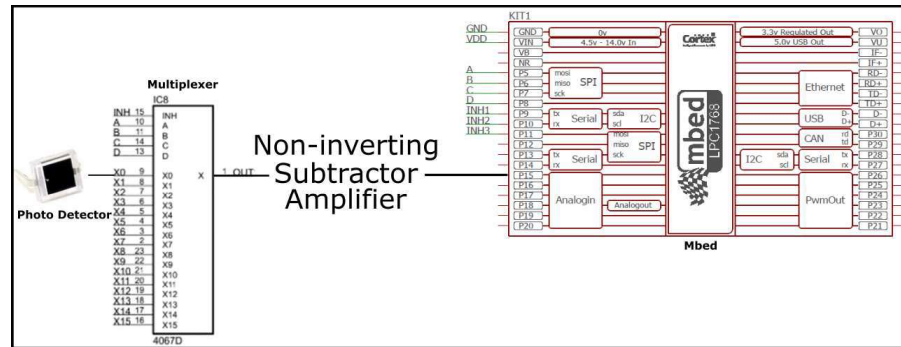 KIT1
GND GND 0v 3.3v Regulated Out VO
VDD VIN 4.5v - 14.0v In 5.0v USB Out VU
VB IF-
NR IF+
A P5 mosi RD-
B P6 miso SPI Ethernet RD+
C P7 sck TD-
D P8 TD+
INH1 P9 tx Serial sda I2C USB D- D-
INH2 P10 rx scl D+ D+
INH3 P11 mosi CAN rd P30
P12 miso SPI td P29
P13 tx Serial sck I2C sda Serial tx P28
P14 rx scl rx P27
P15 P26
P16 P25
P17 Analogin PwmOut P24
P18 Analogout P23
P19 P22
P20 P21
Cortex
mbed
LPC1768
Mbed
Multiplexer
IC8
INH 15 INH
A 10 A
B 11 B
C 14 C
D 13 D
X0 9 X0 X 1 OUT
X1 8 X1
X2 7 X2
X3 6 X3
X4 5 X4
X5 4 X5
X6 3 X6
X7 2 X7
X8 23 X8
X9 22 X9
X10 21 X10
X11 20 X11
X12 19 X12
X13 18 X13
X14 17 X14
X15 16 X15
4067D
Photo Detector
Non-inverting
Subtractor
Amplifier